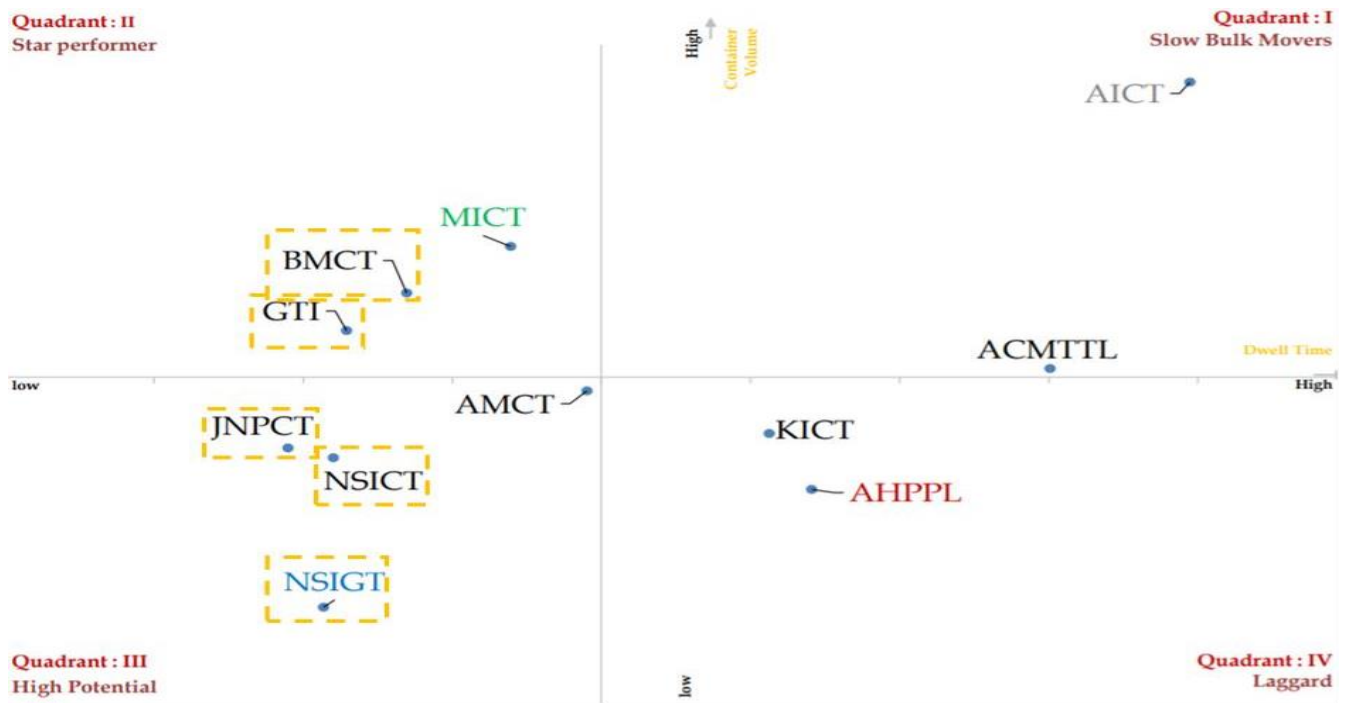 Quadrant : II
Star performer
High
Container
Volume
Quadrant : I
Slow Bulk Movers
AICT
MICT
BMCT
GTI
ACMTTL
Dwell Time
low
High
AMCT
JNPCT
KICT
NSICT
AHPPL
NSIGT
Quadrant : III
High Potential
low
Quadrant : IV
Laggard